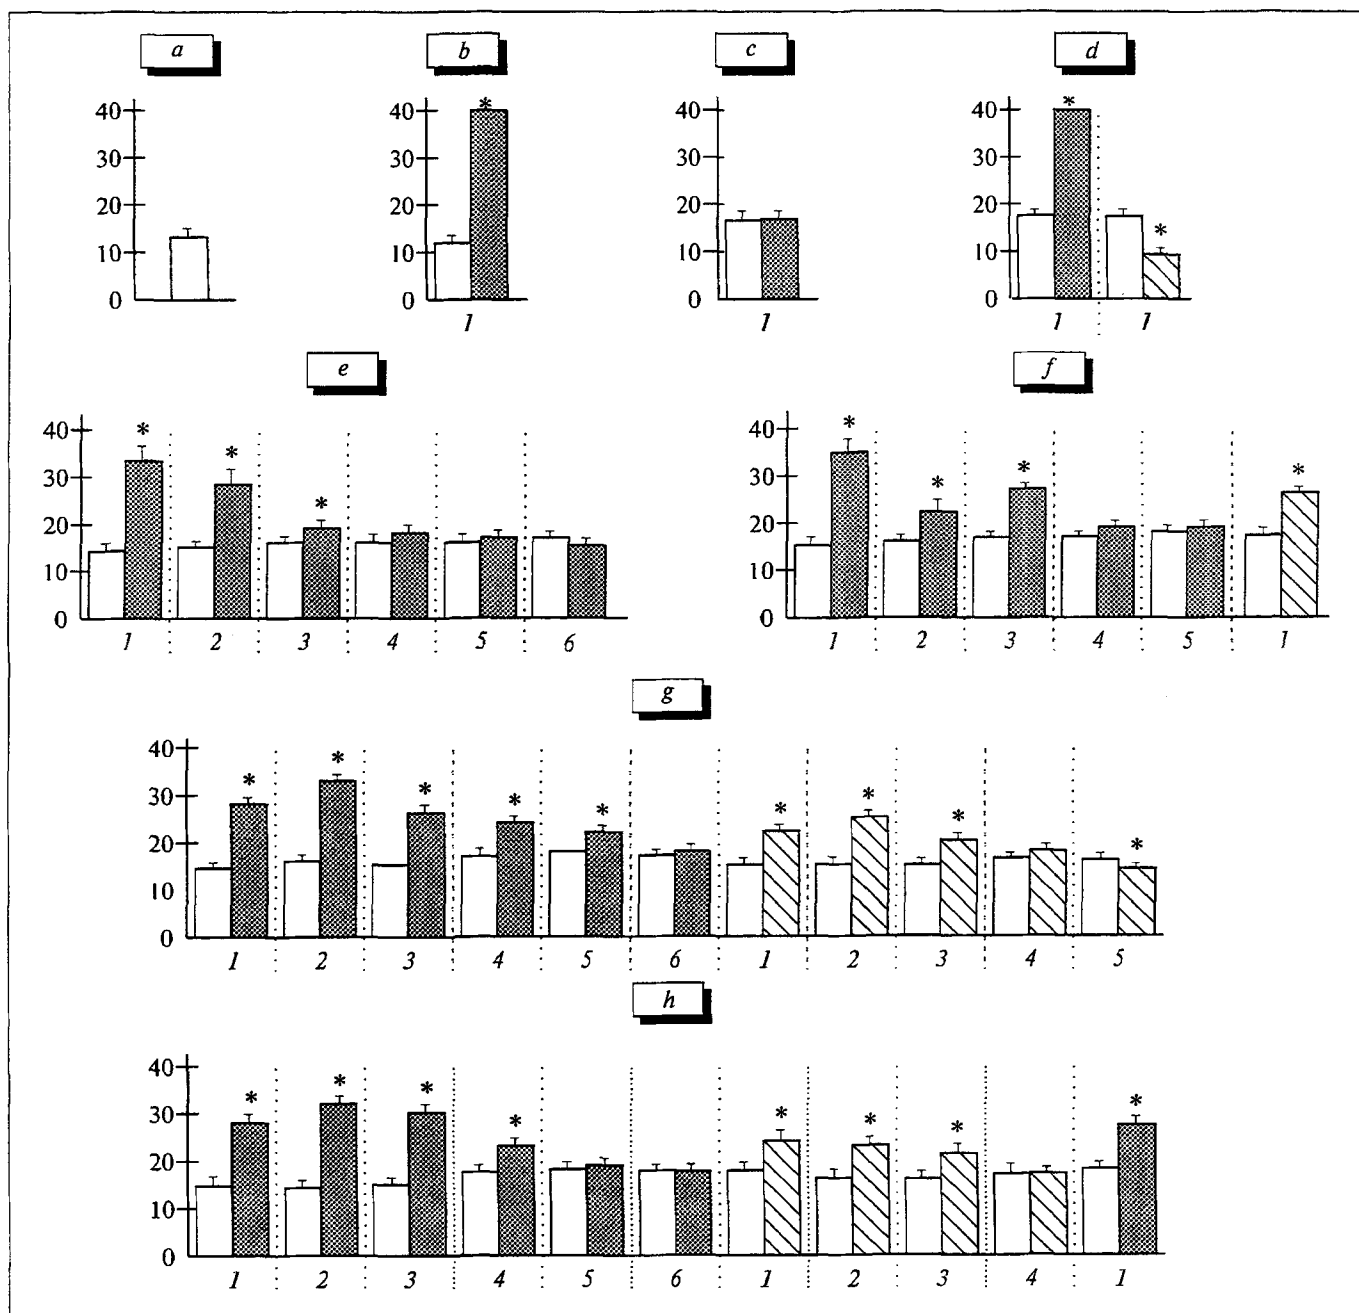 a b c d
* *
40 40 40 40
30 30 30 30
20 20 20 20
*
10 10 10 10
0 0 0 0
1 1 1 1
e f
40 * 40 *
* * * *
30 30
*
20 20
10 10
0 0
1 2 3 4 5 6 1 2 3 4 5 1
g
40
* * * * * * * * *
30
20
10
0
1 2 3 4 5 6 1 2 3 4 5
h
40
* * * * * * * *
30
20
10
0
1 2 3 4 5 6 1 2 3 4 1